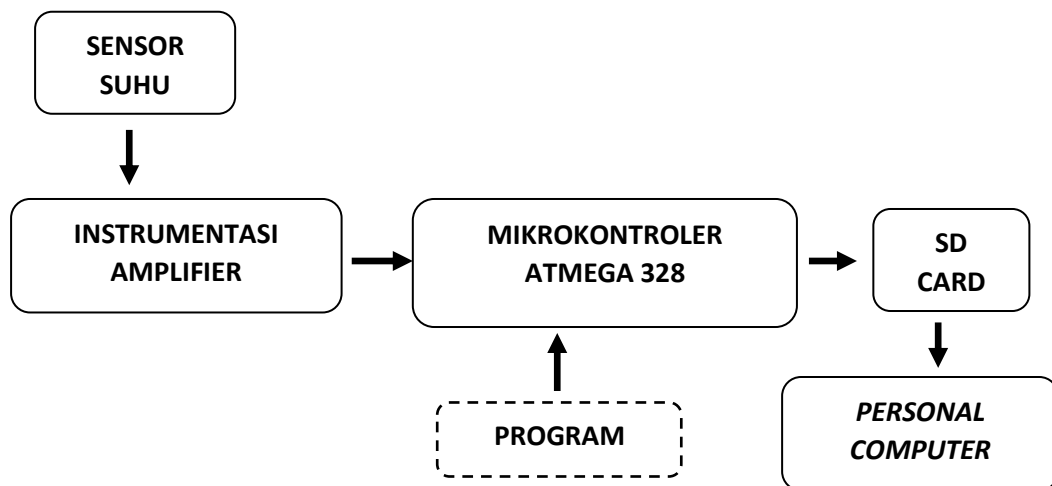 SENSOR
SUHU
INSTRUMENTASI
AMPLIFIER
MIKROKONTROLER
ATMEGA 328
SD
CARD
PROGRAM
PERSONAL
COMPUTER